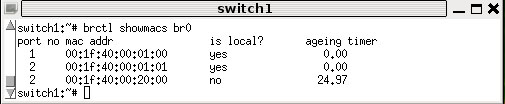 switch1
switch1:~# brctl showmacs br0
port no mac addr is local? ageing timer
1 00:1f:40:00:01:00 yes 0.00
2 00:1f:40:00:01:01 yes 0.00
2 00:1f:40:00:20:00 no 24.97
switch1:~#